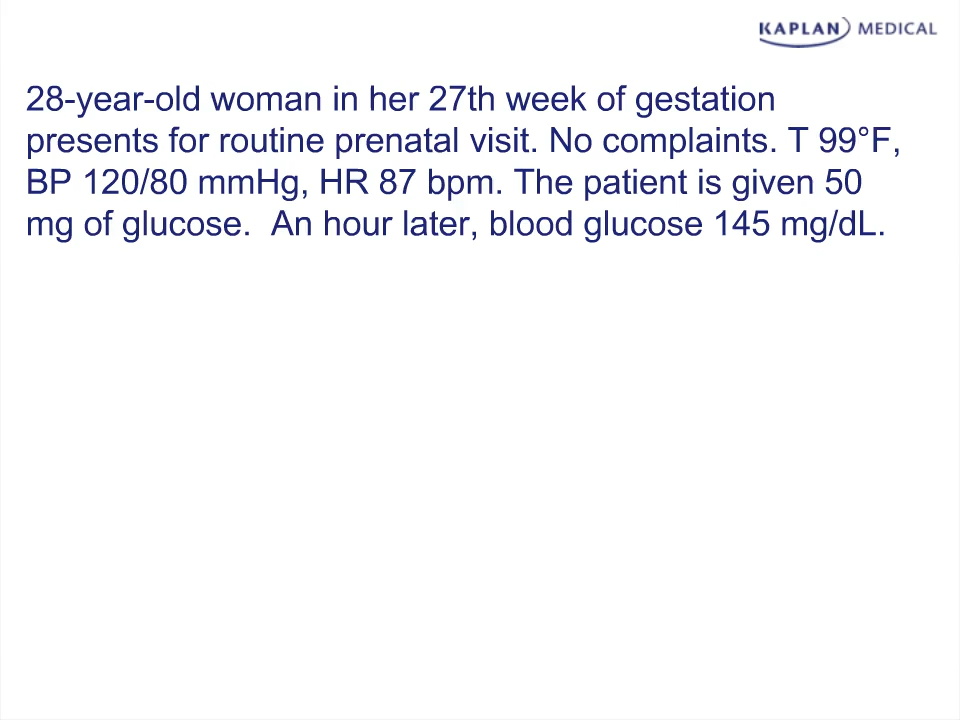 KAPLAN MEDICAL
28-year-old woman in her 27th week of gestation
presents for routine prenatal visit. No complaints. T 99°F,
BP 120/80 mmHg, HR 87 bpm. The patient is given 50
mg of glucose.  An hour later, blood glucose 145 mg/dL.